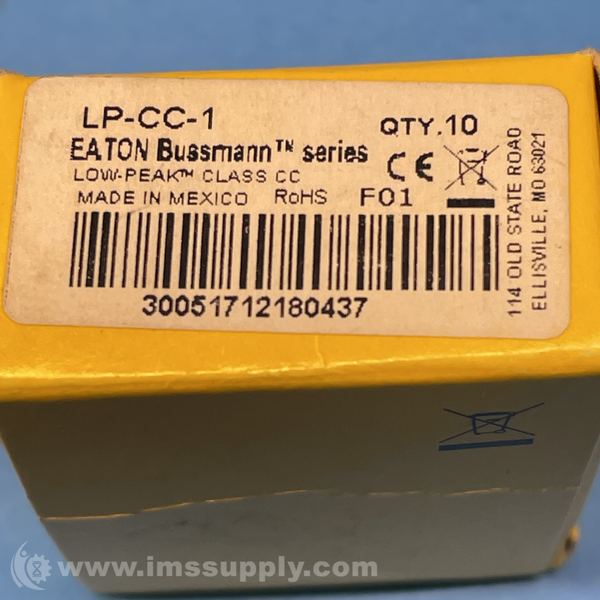 LP-CC-1
QTY.10
EATON Bussmann™ series
LOW-PEAK™ CLASS CC
CE
MADE IN MEXICO RoHS F01
30051712180437
114 OLD STATE ROAD
ELLISVILLE, MO 63021
www.imssupply.com